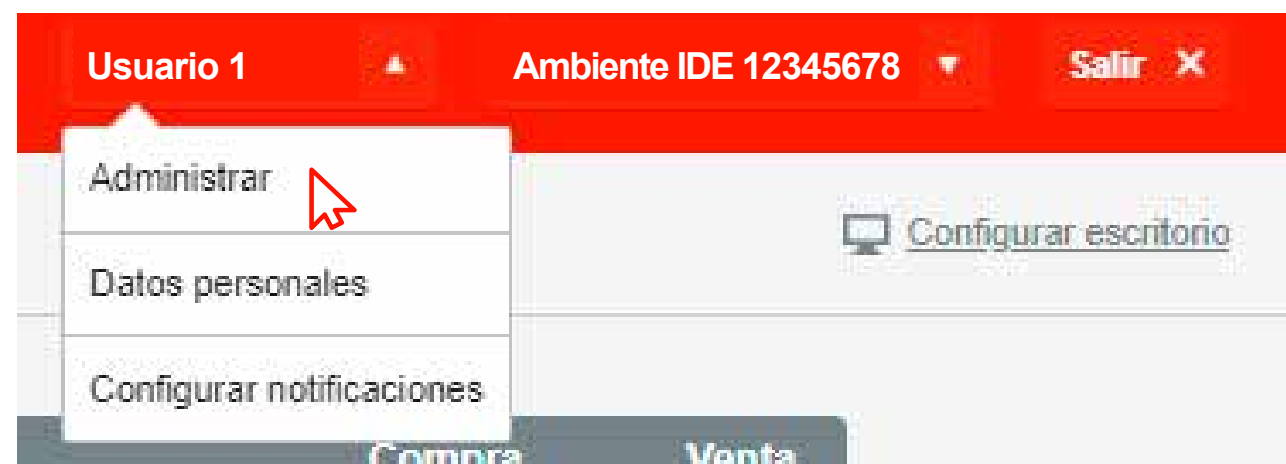 Usuario 1 Ambiente IDE 12345678 Salir
Administrar
Configurar escritorio
Datos personales
Configurar notificaciones
Compra Venta